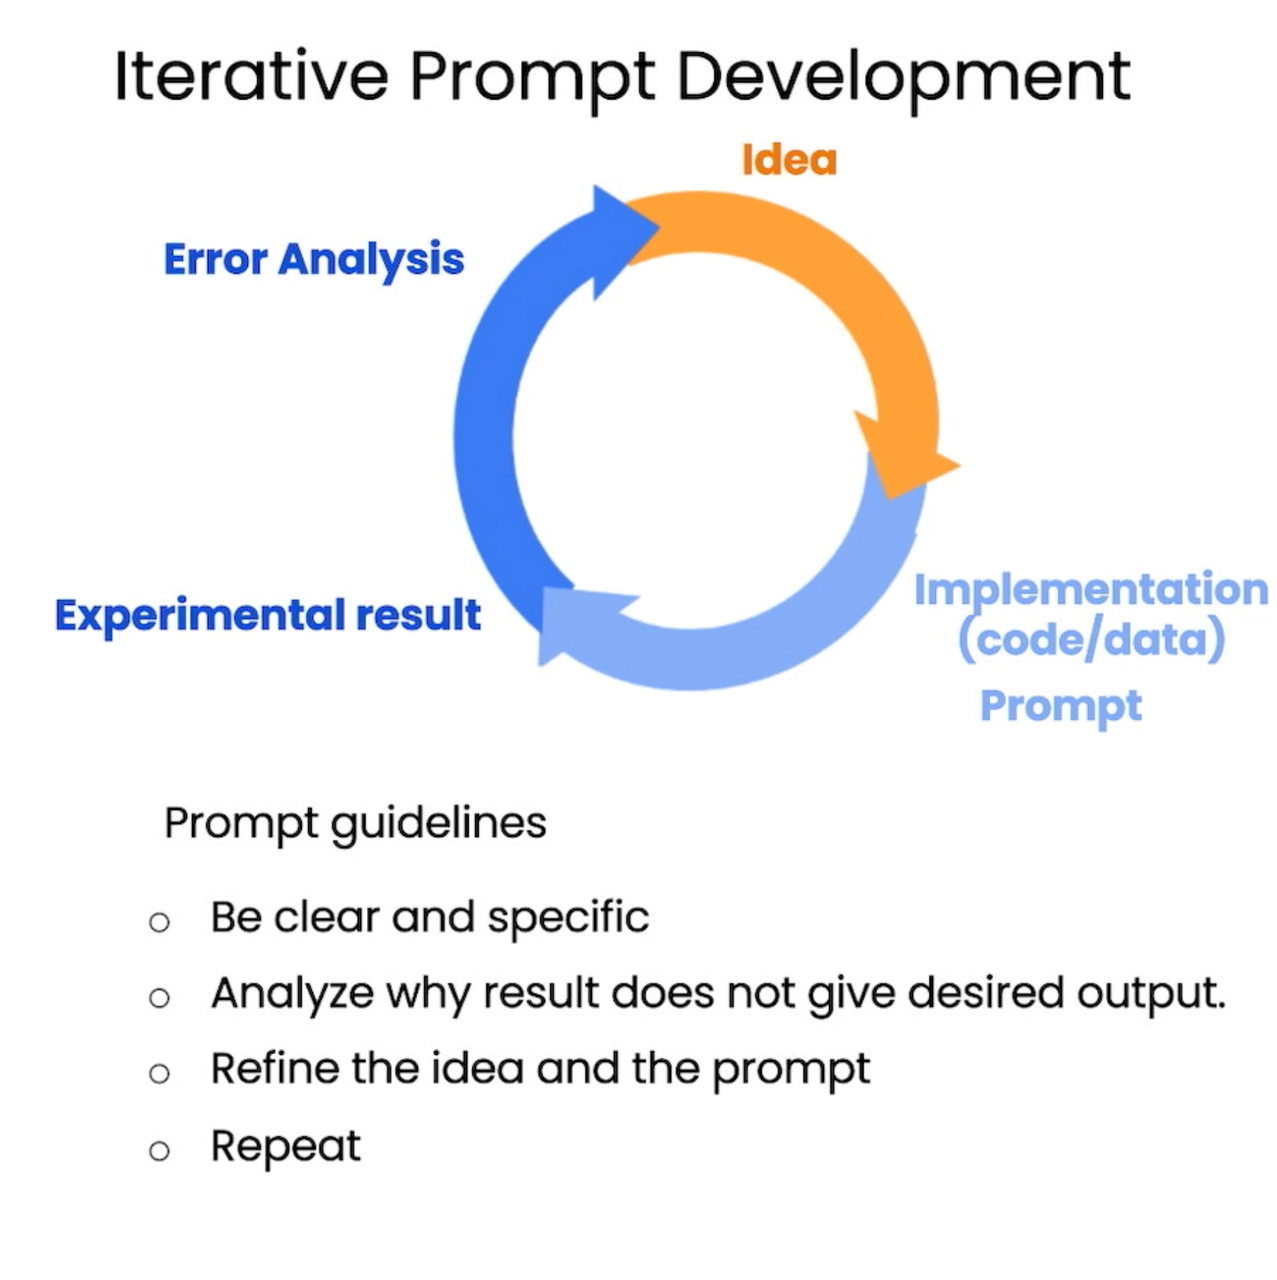 Iterative Prompt Development
Idea
Error Analysis
Experimental result
Implementation
(code/data)
Prompt
Prompt guidelines
Be clear and specific
Analyze why result does not give desired output.
Refine the idea and the prompt
Repeat